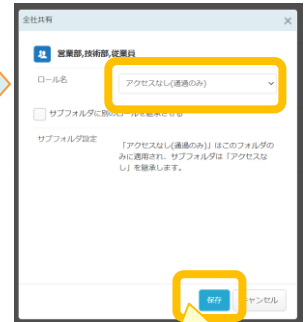 全社共有
営業部,技術部,従業員
ロール名
アクセスなし(通過のみ)
サブフォルダに別のロールを継承させる
サブフォルダ設定
「アクセスなし(通過のみ)」はこのフォルダの
みに適用され、サブフォルダは「アクセスな
し」を継承します。
保存
キャンセル